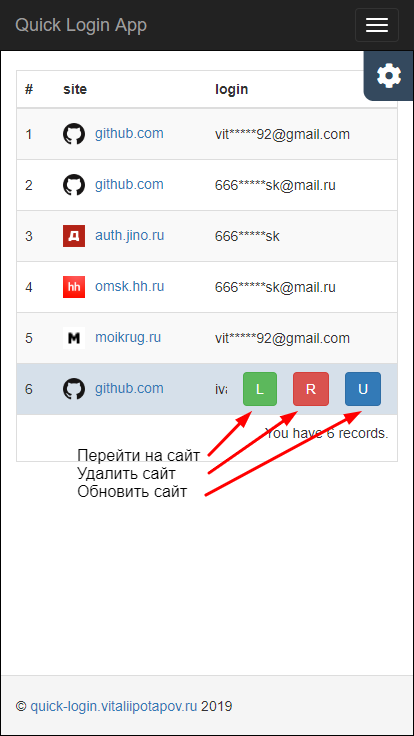 Quick Login App
# site login
1 github.com vit*****92@gmail.com
2 github.com 666*****sk@mail.ru
3 Д auth.jino.ru 666*****sk
4 hh omsk.hh.ru 666*****sk@mail.ru
5 M moikrug.ru vit*****92@gmail.com
6 github.com iva L R U
You have 6 records.
Перейти на сайт
Удалить сайт
Обновить сайт
© quick-login.vitaliipotapov.ru 2019